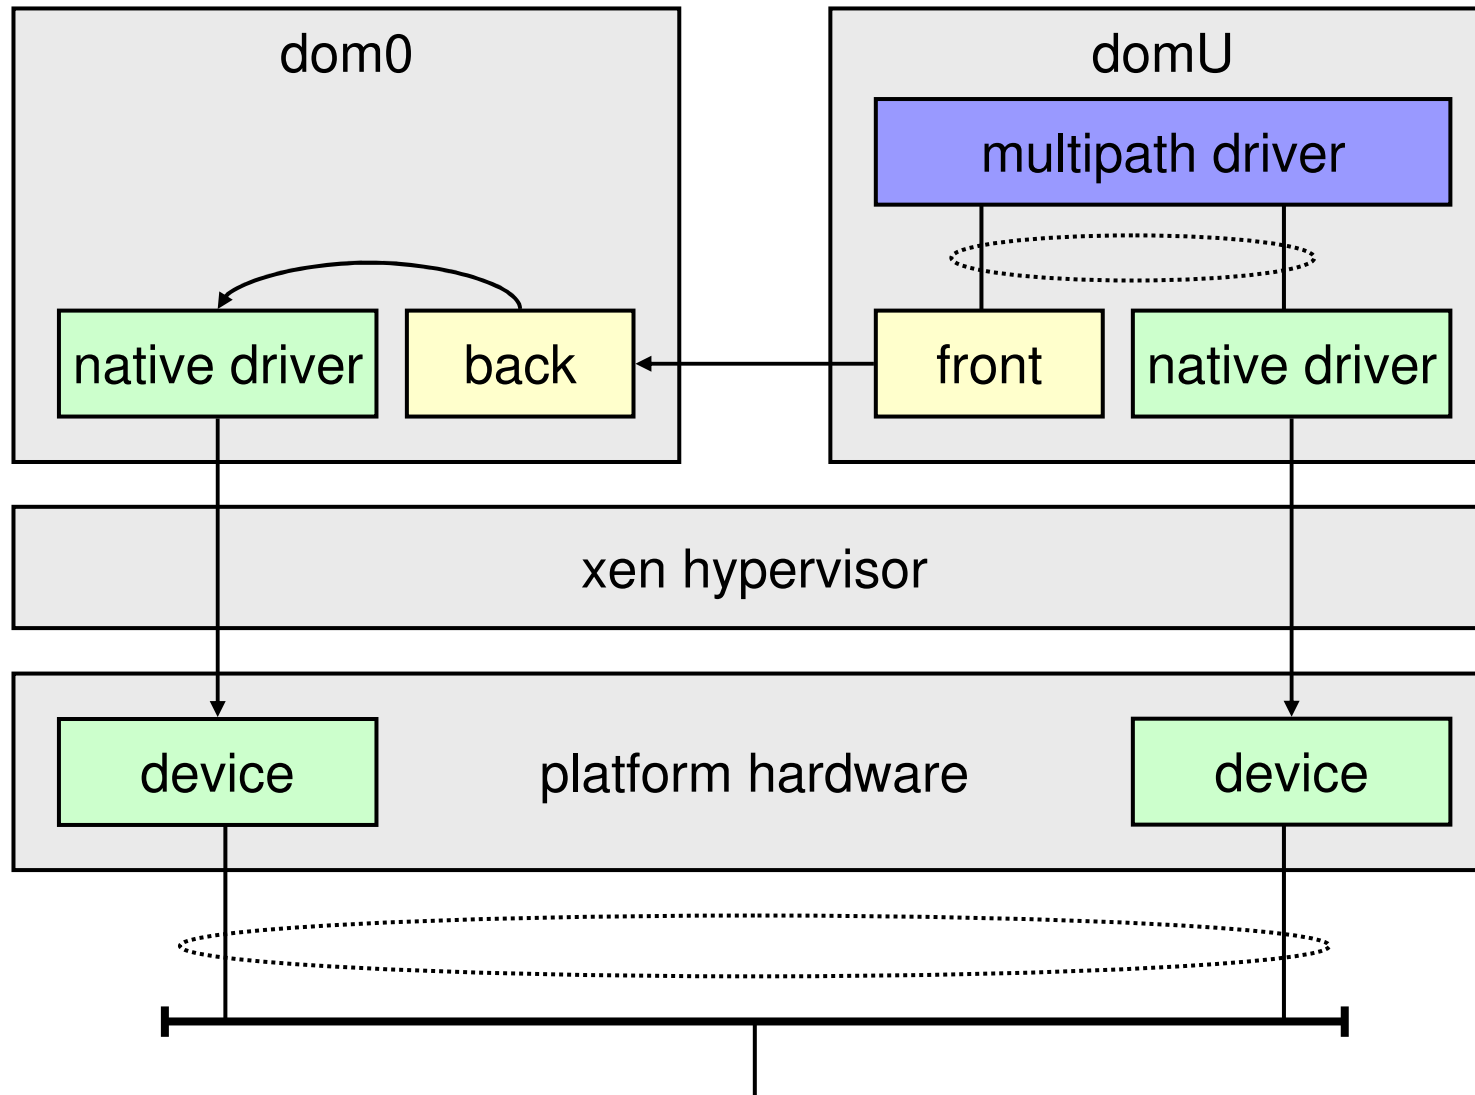 dom0
domU
multipath driver
native driver
back
front
native driver
xen hypervisor
device
platform hardware
device